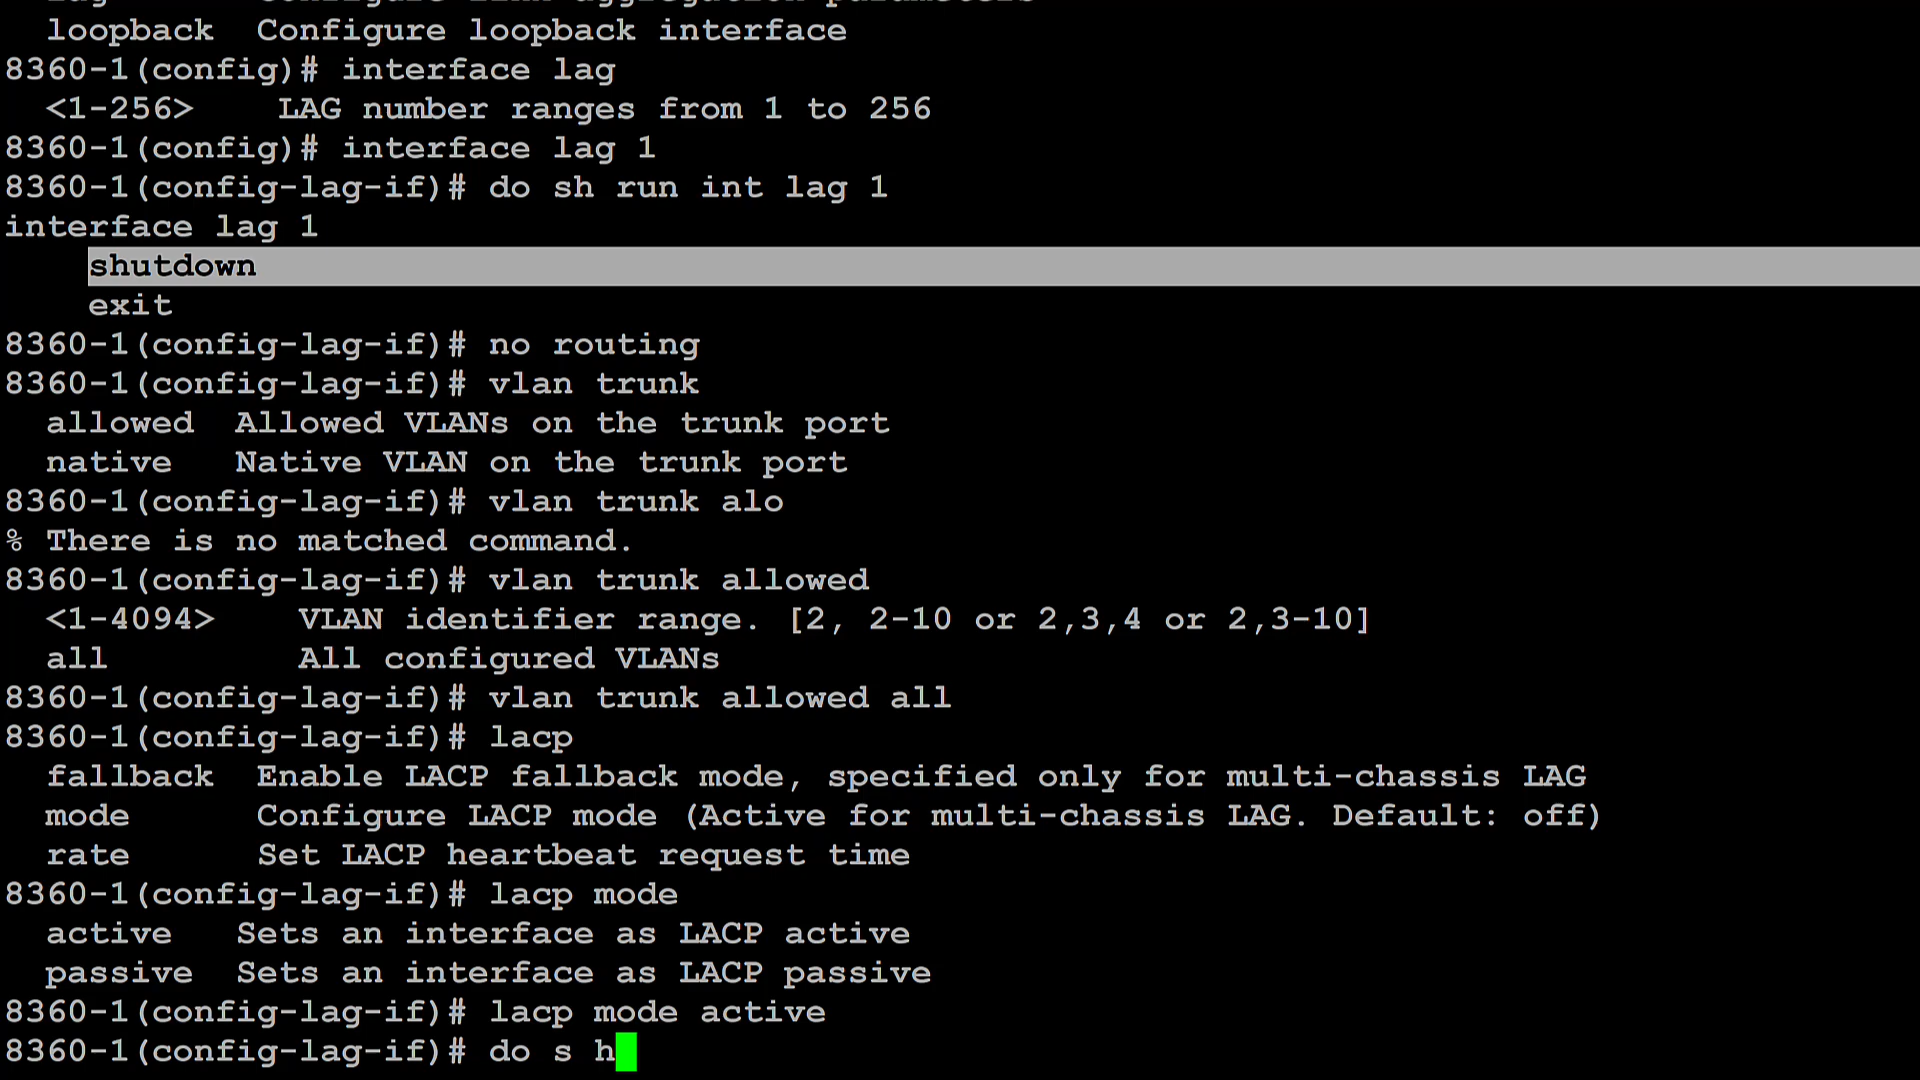 lag        Configure link aggregation parameters
  loopback  Configure loopback interface
8360-1(config)# interface lag
  <1-256>    LAG number ranges from 1 to 256
8360-1(config)# interface lag 1
8360-1(config-lag-if)# do sh run int lag 1
interface lag 1
    shutdown
    exit
8360-1(config-lag-if)# no routing
8360-1(config-lag-if)# vlan trunk
  allowed  Allowed VLANs on the trunk port
  native   Native VLAN on the trunk port
8360-1(config-lag-if)# vlan trunk alo
% There is no matched command.
8360-1(config-lag-if)# vlan trunk allowed
  <1-4094>    VLAN identifier range. [2, 2-10 or 2,3,4 or 2,3-10]
  all         All configured VLANs
8360-1(config-lag-if)# vlan trunk allowed all
8360-1(config-lag-if)# lacp
  fallback  Enable LACP fallback mode, specified only for multi-chassis LAG
  mode      Configure LACP mode (Active for multi-chassis LAG. Default: off)
  rate      Set LACP heartbeat request time
8360-1(config-lag-if)# lacp mode
  active   Sets an interface as LACP active
  passive  Sets an interface as LACP passive
8360-1(config-lag-if)# lacp mode active
8360-1(config-lag-if)# do s h